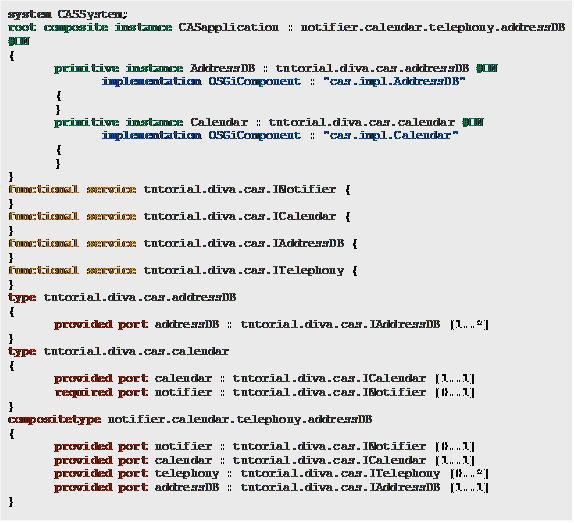 system CASSystem;
root composite instance CASapplication : notifier.calendar.telephony.addressDB
{
primitive instance AddressDB : tutorial.diva.cas.addressDB
implementation OSGiComponent : "cas.impl.AddressDB"
{
}
primitive instance Calendar : tutorial.diva.cas.calendar
implementation OSGiComponent : "cas.impl.Calendar"
{
}
}
functional service tutorial.diva.cas.INotifier {
}
functional service tutorial.diva.cas.ICalendar {
}
functional service tutorial.diva.cas.IAddressDB {
}
functional service tutorial.diva.cas.ITelephony {
}
type tutorial.diva.cas.addressDB
{
provided port addressDB : tutorial.diva.cas.IAddressDB [1..*]
}
type tutorial.diva.cas.calendar
{
provided port calendar : tutorial.diva.cas.ICalendar [1..1]
required port notifier : tutorial.diva.cas.INotifier [0..1]
}
compositetype notifier.calendar.telephony.addressDB
{
provided port notifier : tutorial.diva.cas.INotifier [0..1]
provided port calendar : tutorial.diva.cas.ICalendar [1..1]
provided port telephony : tutorial.diva.cas.ITelephony [0..*]
provided port addressDB : tutorial.diva.cas.IAddressDB [1..1]
}